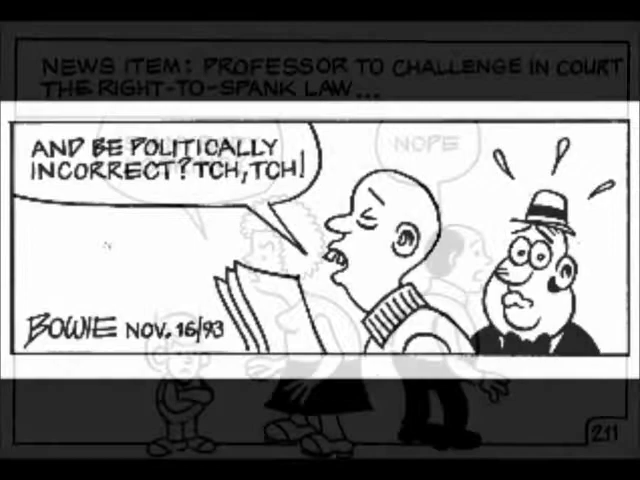 NEWS ITEM: PROFESSOR TO CHALLENGE IN COURT
THE RIGHT-TO-SPANK LAW...
AND BE POLITICALLY
INCORRECT? TCH, TCH!
NOPE
BOWIE NOV. 16/93
211